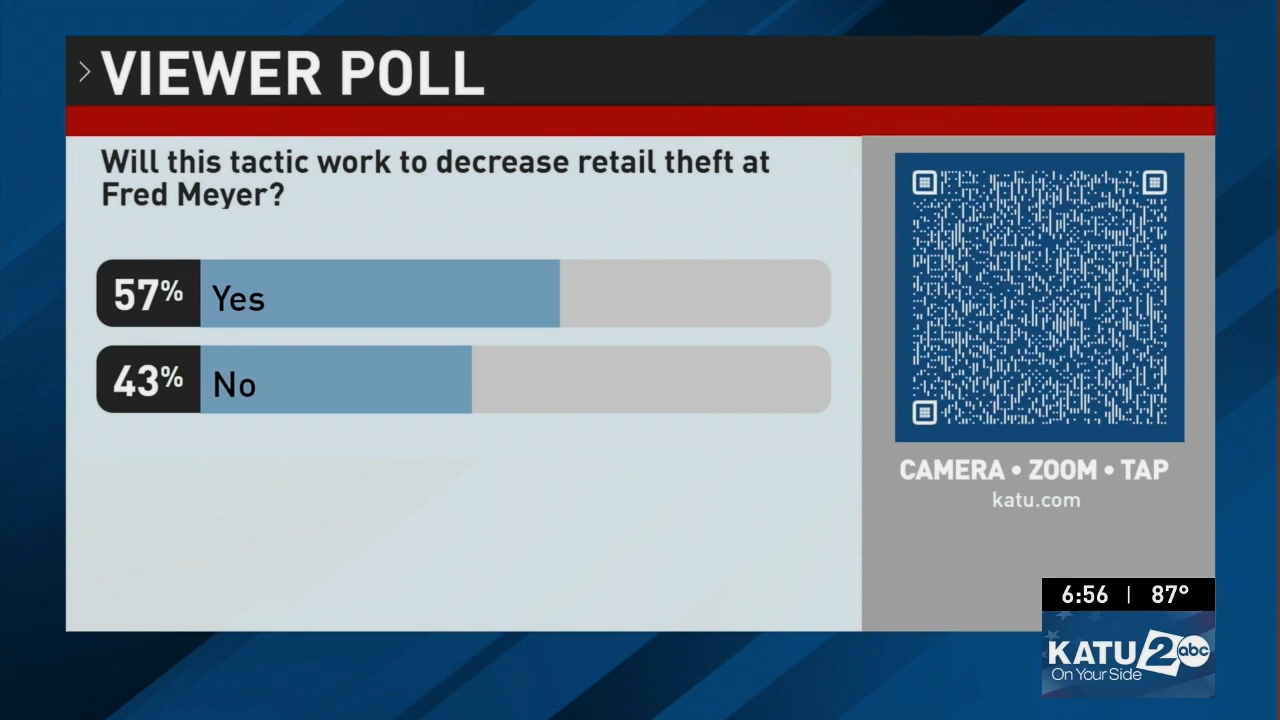 VIEWER POLL
Will this tactic work to decrease retail theft at
Fred Meyer?
57% Yes
43% No
CAMERA • ZOOM • TAP
katu.com
6:56 | 87°
KATU 2 abc
On Your Side